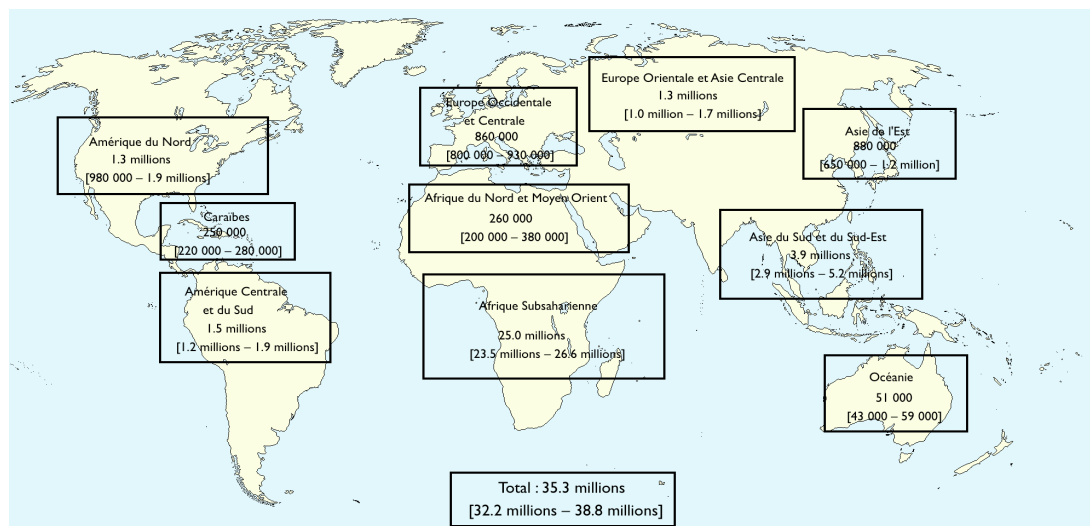 Europe Orientale et Asie Centrale
1.3 millions
[1.0 million – 1.7 millions]
Europe Occidentale
et Centrale
860 000
[800 000 – 930 000]
Amérique du Nord
1.3 millions
[980 000 – 1.9 millions]
Asie de l'Est
880 000
[650 000 – 1.2 million]
Caraïbes
250 000
[220 000 – 280 000]
Afrique du Nord et Moyen Orient
260 000
[200 000 – 380 000]
Asie du Sud et du Sud-Est
3.9 millions
[2.9 millions – 5.2 millions]
Amérique Centrale
et du Sud
1.5 millions
[1.2 millions – 1.9 millions]
Afrique Subsaharienne
25.0 millions
[23.5 millions – 26.6 millions]
Océanie
51 000
[43 000 – 59 000]
Total : 35.3 millions
[32.2 millions – 38.8 millions]